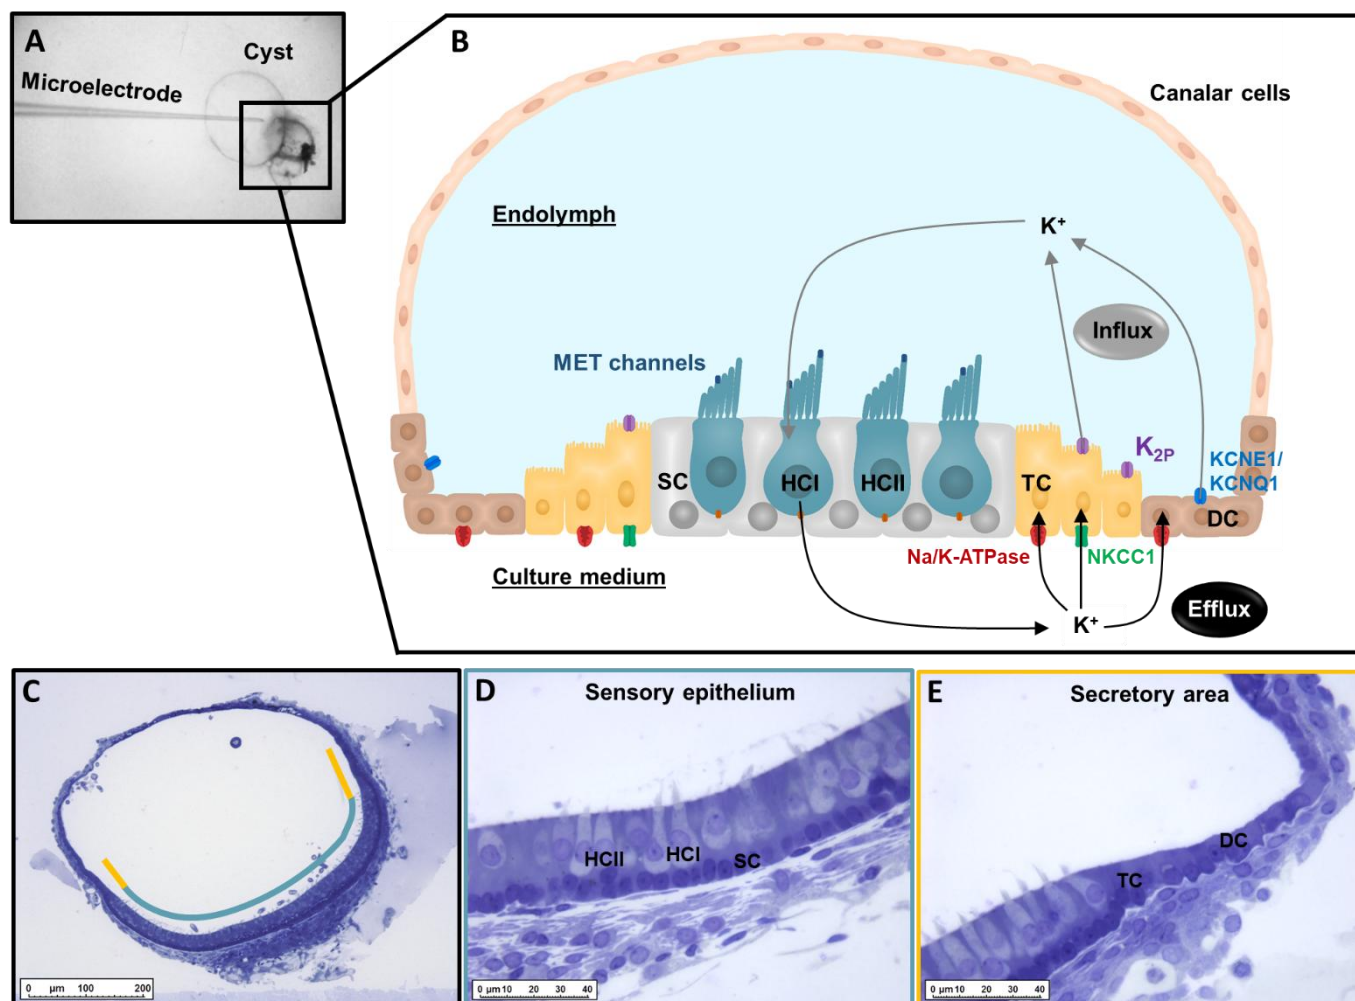 A
Cyst
Microelectrode
B
Canalar cells
Endolymph
K⁺
Influx
MET channels
K₂P
KCNE1/
KCNQ1
SC
HCI
HCII
TC
DC
Na/K-ATPase
NKCC1
Culture medium
K⁺
Efflux
C
0 µm 100 200
D
Sensory epithelium
HCII
HCI
SC
0 µm 10 20 30 40
E
Secretory area
DC
TC
0 µm 10 20 30 40